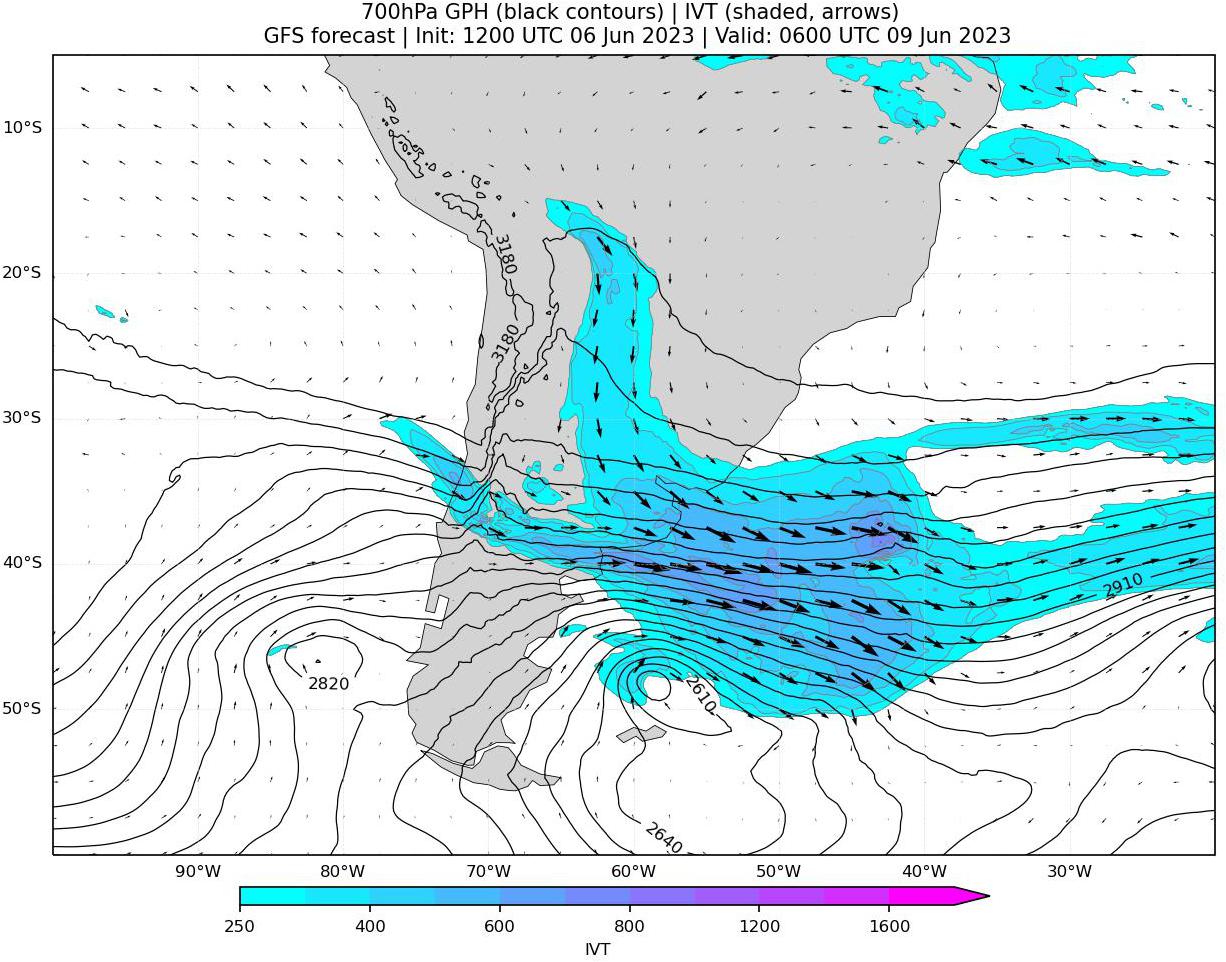 700hPa GPH (black contours) | IVT (shaded, arrows)
GFS forecast | Init: 1200 UTC 06 Jun 2023 | Valid: 0600 UTC 09 Jun 2023
10°S
20°S
30°S
40°S
50°S
3180
3180
2910
2820
2610
2640
90°W 80°W 70°W 60°W 50°W 40°W 30°W
250 400 600 800 1200 1600
IVT